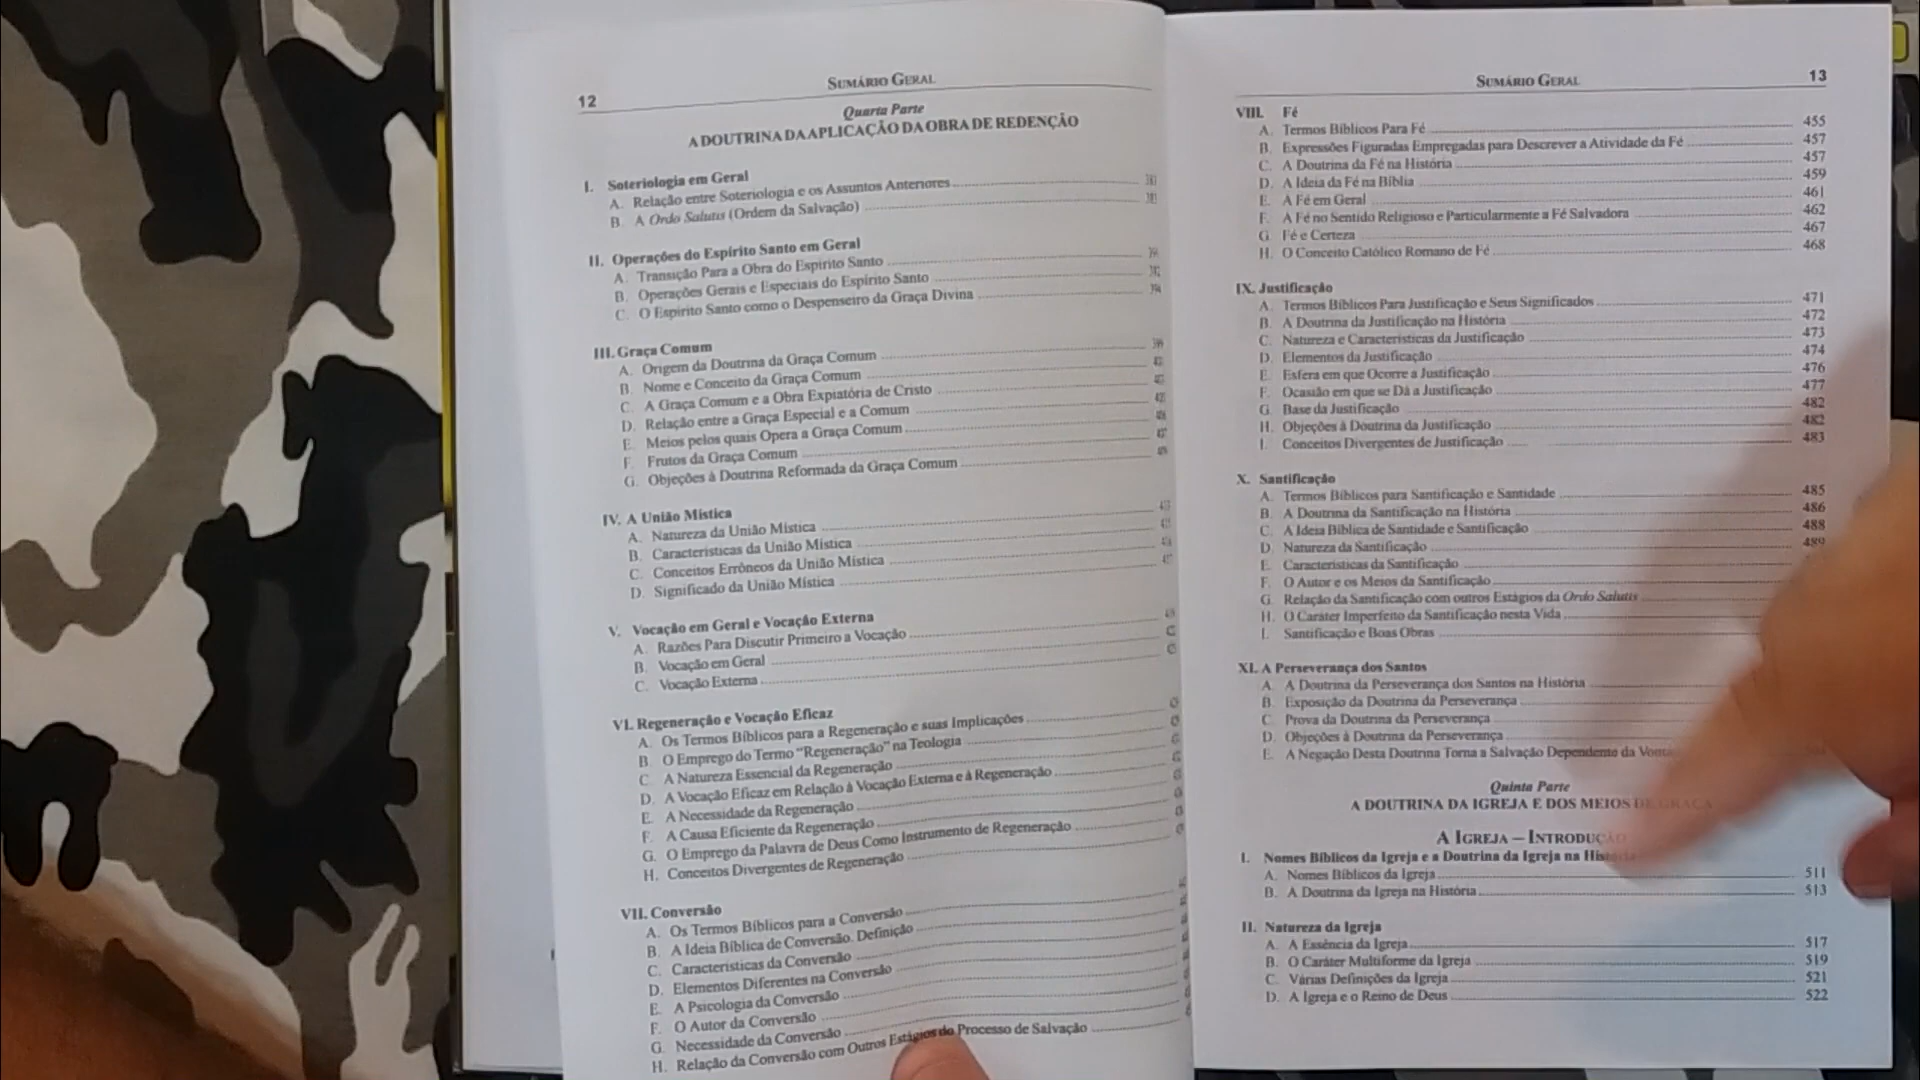 12 SUMÁRIO GERAL
Quarta Parte
A DOUTRINA DA APLICAÇÃO DA OBRA DE REDENÇÃO
I. Soteriologia em Geral
A. Relação entre Soteriologia e os Assuntos Anteriores
B. A Ordo Salutis (Ordem da Salvação)
II. Operações do Espírito Santo em Geral
A. Transição Para a Obra do Espírito Santo
B. Operações Gerais e Especiais do Espírito Santo
C. O Espírito Santo como o Despenseiro da Graça Divina
III. Graça Comum
A. Origem da Doutrina da Graça Comum
B. Nome e Conceito da Graça Comum
C. A Graça Comum e a Obra Expiatória de Cristo
D. Relação entre a Graça Especial e a Comum
E. Meios pelos quais Opera a Graça Comum
F. Frutos da Graça Comum
G. Objeções à Doutrina Reformada da Graça Comum
IV. A União Mística
A. Natureza da União Mística
B. Características da União Mística
C. Conceitos Errôneos da União Mística
D. Significado da União Mística
V. Vocação em Geral e Vocação Externa
A. Razões Para Discutir Primeiro a Vocação
B. Vocação em Geral
C. Vocação Externa
VI. Regeneração e Vocação Eficaz
A. Os Termos Bíblicos para a Regeneração e suas Implicações
B. O Emprego do Termo “Regeneração” na Teologia
C. A Natureza Essencial da Regeneração
D. A Vocação Eficaz em Relação à Vocação Externa e à Regeneração
E. A Necessidade da Regeneração
F. A Causa Eficiente da Regeneração
G. O Emprego da Palavra de Deus Como Instrumento de Regeneração
H. Conceitos Divergentes de Regeneração
VII. Conversão
A. Os Termos Bíblicos para a Conversão
B. A Ideia Bíblica de Conversão. Definição
C. Características da Conversão
D. Elementos Diferentes na Conversão
E. A Psicologia da Conversão
F. O Autor da Conversão
G. Necessidade da Conversão
H. Relação da Conversão com Outros Estágios do Processo de Salvação
SUMÁRIO GERAL 13
VIII. Fé
A. Termos Bíblicos Para Fé 455
B. Expressões Figuradas Empregadas para Descrever a Atividade da Fé 457
C. A Doutrina da Fé na História 457
D. A Ideia da Fé na Bíblia 459
E. A Fé em Geral 461
F. A Fé no Sentido Religioso e Particularmente a Fé Salvadora 462
G. Fé e Certeza 467
H. O Conceito Católico Romano de Fé 468
IX. Justificação
A. Termos Bíblicos Para Justificação e Seus Significados 471
B. A Doutrina da Justificação na História 472
C. Natureza e Características da Justificação 473
D. Elementos da Justificação 474
E. Esfera em que Ocorre a Justificação 476
F. Ocasião em que se Dá a Justificação 477
G. Base da Justificação 482
H. Objeções à Doutrina da Justificação 482
I. Conceitos Divergentes de Justificação 483
X. Santificação
A. Termos Bíblicos para Santificação e Santidade 485
B. A Doutrina da Santificação na História 486
C. A Ideia Bíblica de Santidade e Santificação 488
D. Natureza da Santificação 489
E. Características da Santificação
F. O Autor e os Meios da Santificação
G. Relação da Santificação com outros Estágios da Ordo Salutis
H. O Caráter Imperfeito da Santificação nesta Vida
I. Santificação e Boas Obras
XI. A Perseverança dos Santos
A. A Doutrina da Perseverança dos Santos na História
B. Exposição da Doutrina da Perseverança
C. Prova da Doutrina da Perseverança
D. Objeções à Doutrina da Perseverança
E. A Negação Desta Doutrina Torna a Salvação Dependente da
Quinta Parte
A DOUTRINA DA IGREJA E DOS MEIOS DE GRAÇA
A IGREJA – INTRODUÇÃO
I. Nomes Bíblicos da Igreja e a Doutrina da Igreja na História
A. Nomes Bíblicos da Igreja 511
B. A Doutrina da Igreja na História 513
II. Natureza da Igreja
A. A Essência da Igreja 517
B. O Caráter Multiforme da Igreja 519
C. Várias Definições da Igreja 521
D. A Igreja e o Reino de Deus 522